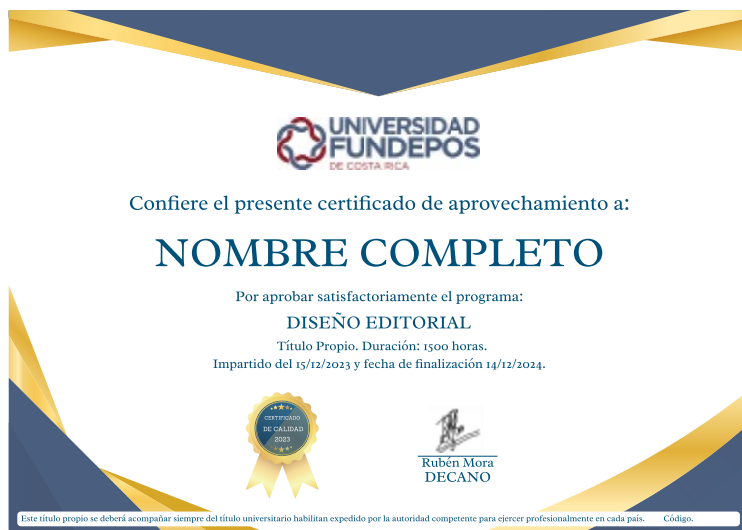 UNIVERSIDAD
FUNDEPOS
DE COSTA RICA
Confiere el presente certificado de aprovechamiento a:
NOMBRE COMPLETO
Por aprobar satisfactoriamente el programa:
DISEÑO EDITORIAL
Título Propio. Duración: 1500 horas.
Impartido del 15/12/2023 y fecha de finalización 14/12/2024.
CERTIFICADO
DE CALIDAD
2023
Rubén Mora
DECANO
Este título propio se deberá acompañar siempre del título universitario habilitan expedido por la autoridad competente para ejercer profesionalmente en cada país. Código.